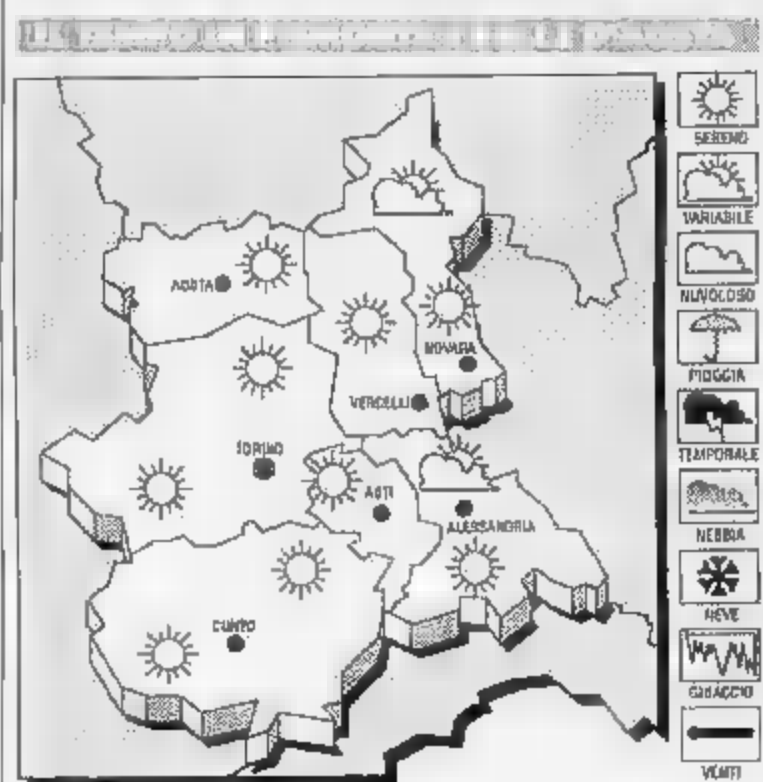 AOSTA
NOVARA
VERCELLI
TORINO
ASTI
ALESSANDRIA
CUNEO
SERENO
VARIABILE
NUVOLOSO
PIOGGIA
TEMPORALE
NEBBIA
NEVE
GHIACCIO
VENTI